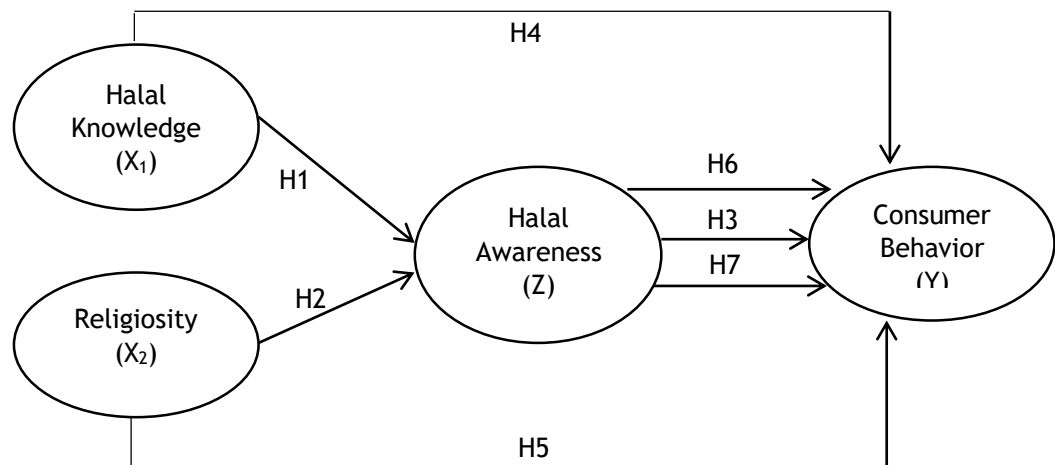 H4
Halal
Knowledge
(X₁)
H1
H6
Halal
Awareness
(Z)
H3
H7
Consumer
Behavior
(Y)
H2
Religiosity
(X₂)
H5